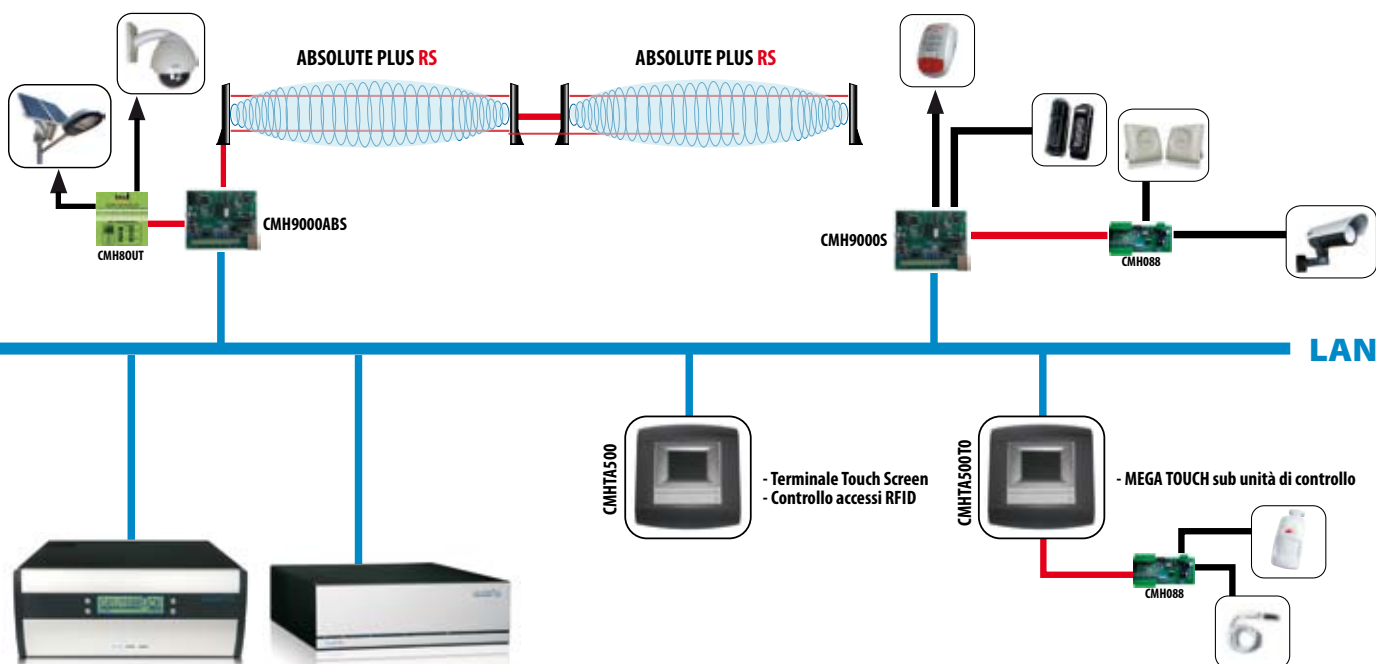 ABSOLUTE PLUS RS
ABSOLUTE PLUS RS
CMH8OUT
CMH9000ABS
CMH9000S
CMH088
LAN
CMHTA500
- Terminale Touch Screen
- Controllo accessi RFID
CMHTA500T0
- MEGA TOUCH sub unità di controllo
CMH088